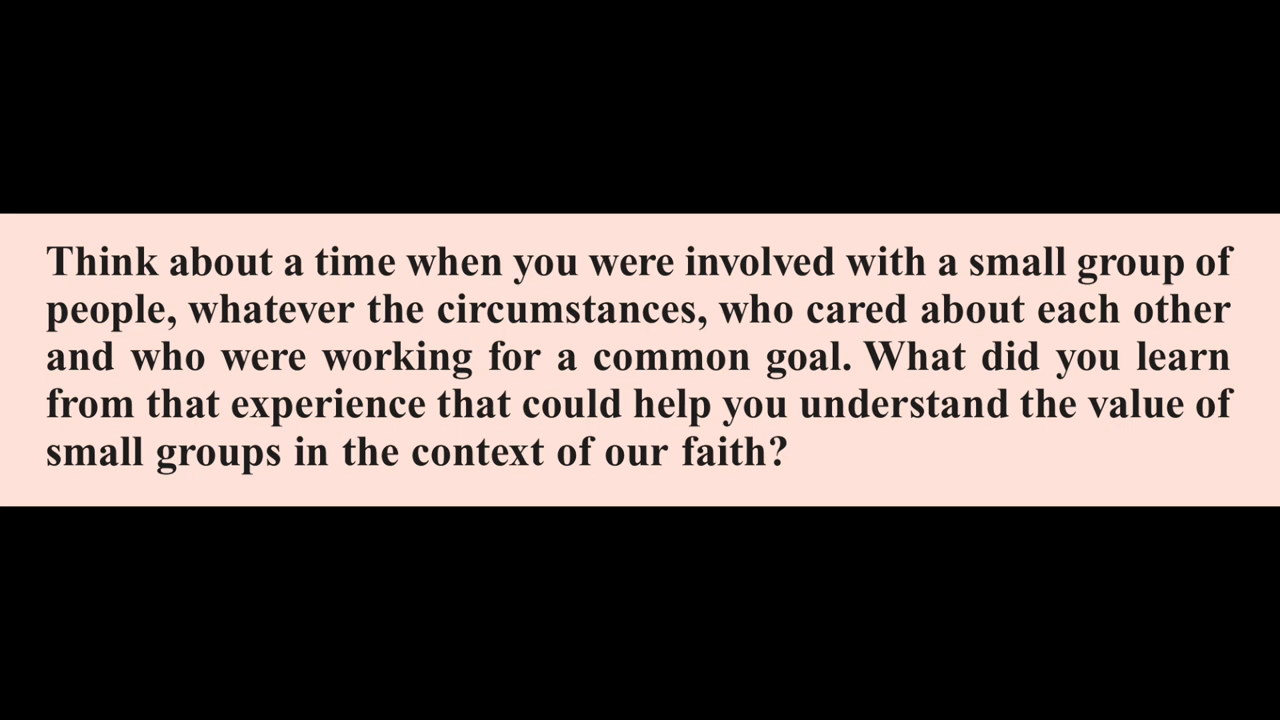 Think about a time when you were involved with a small group of
people, whatever the circumstances, who cared about each other
and who were working for a common goal. What did you learn
from that experience that could help you understand the value of
small groups in the context of our faith?